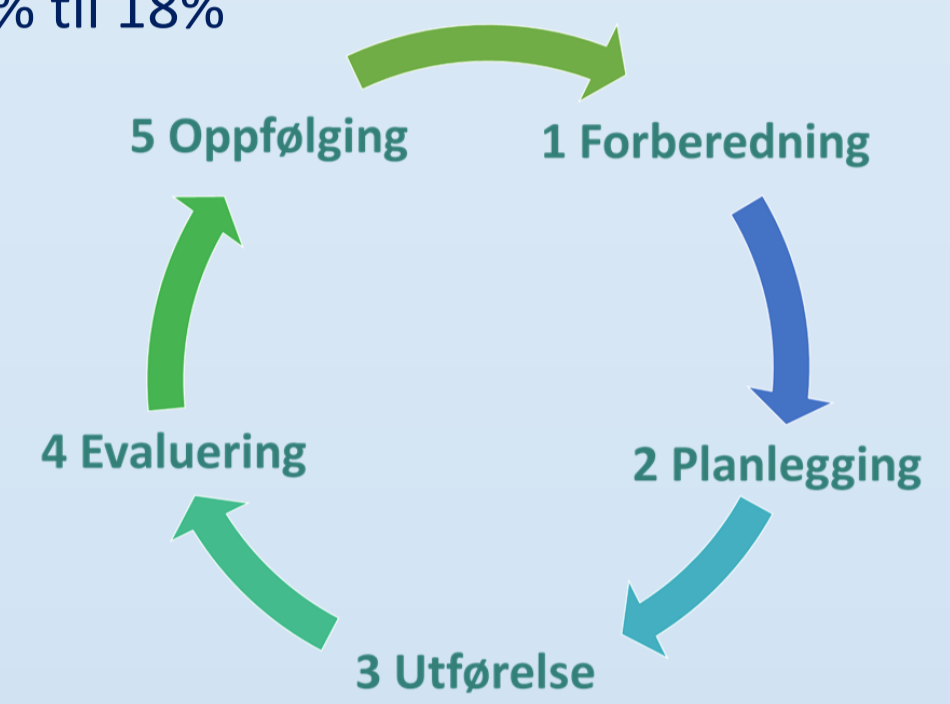 % til 18%
5 Oppfølging
1 Forberedning
4 Evaluering
2 Planlegging
3 Utførelse